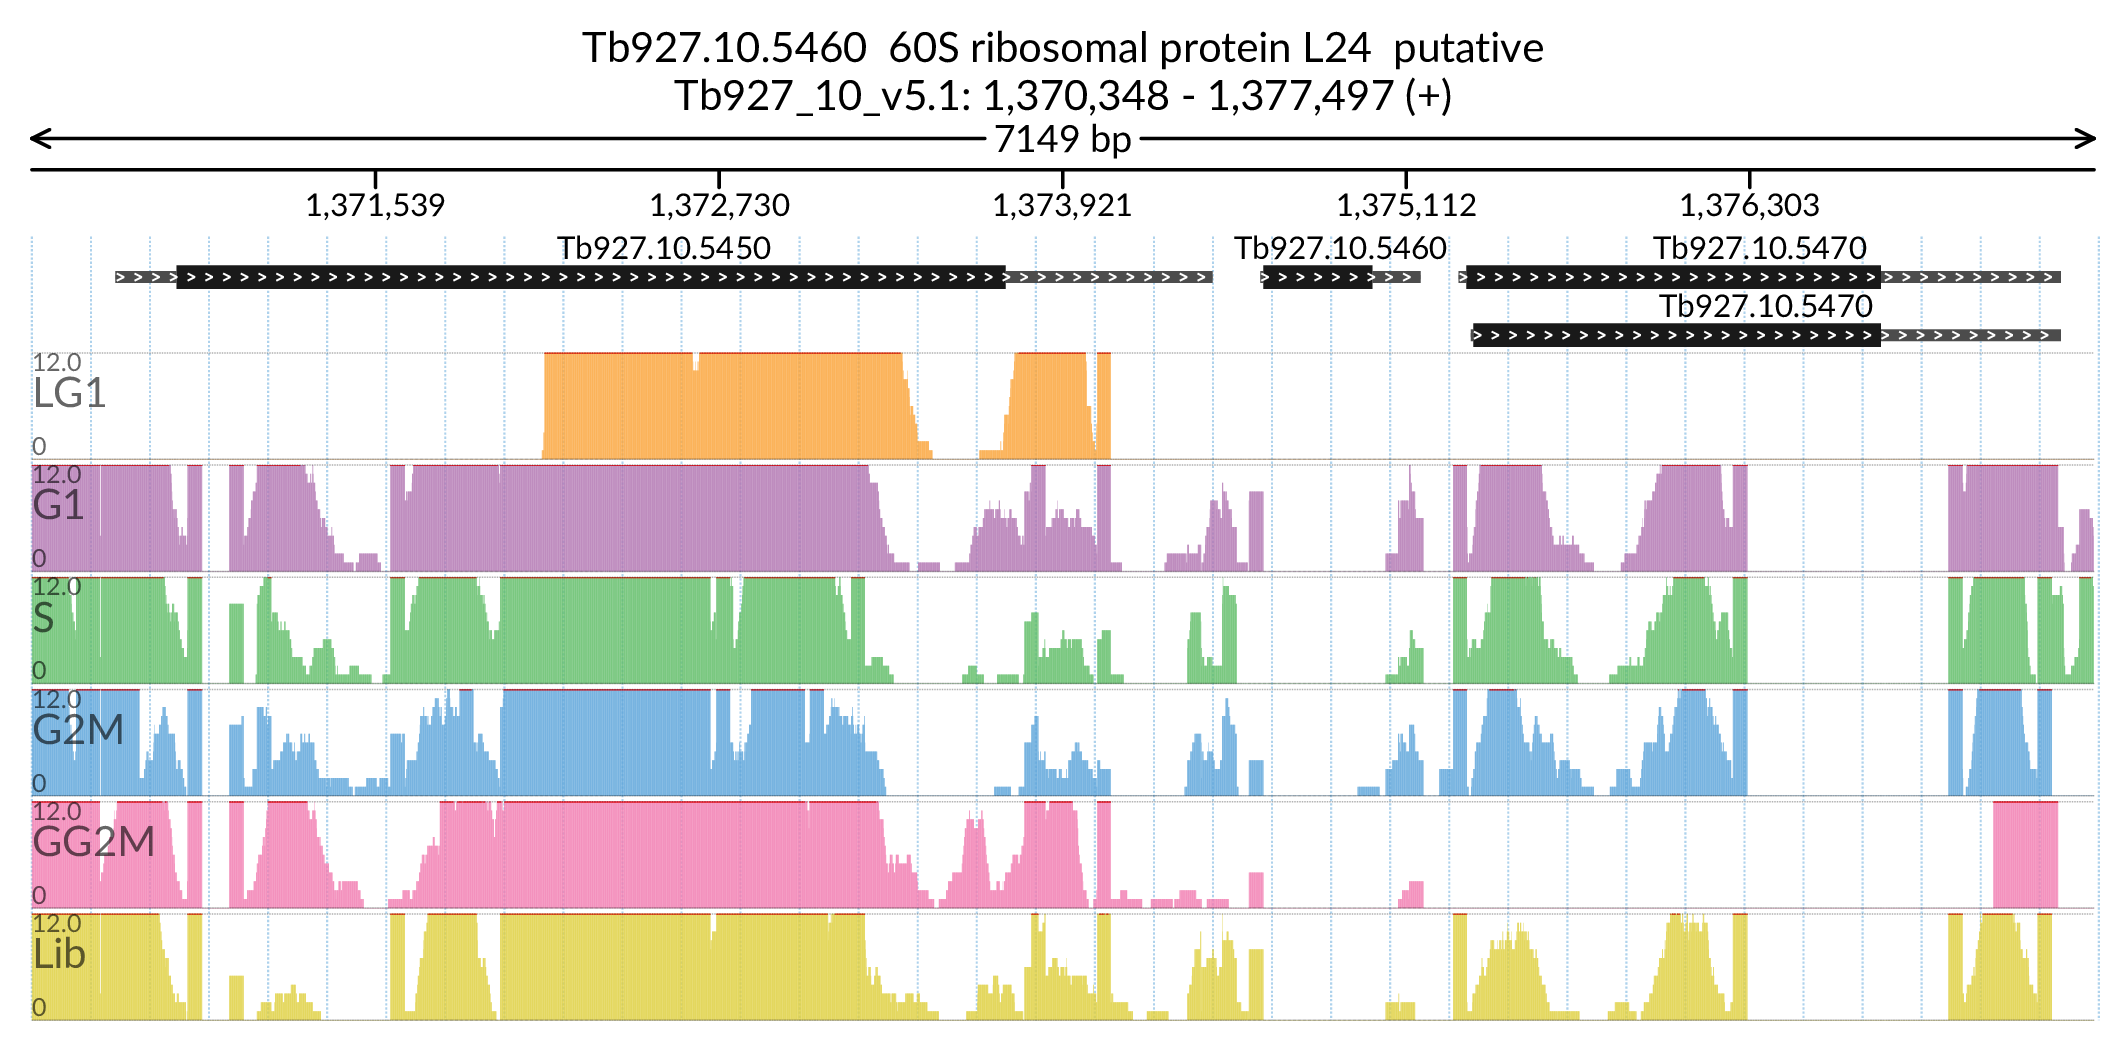 Tb927.10.5460 60S ribosomal protein L24 putative
Tb927_10_v5.1: 1,370,348 - 1,377,497 (+)
7149 bp
1,371,539 1,372,730 1,373,921 1,375,112 1,376,303
Tb927.10.5450 Tb927.10.5460 Tb927.10.5470
Tb927.10.5470
12.0
LG1
0
12.0
G1
0
12.0
S
0
12.0
G2M
0
12.0
GG2M
0
12.0
Lib
0